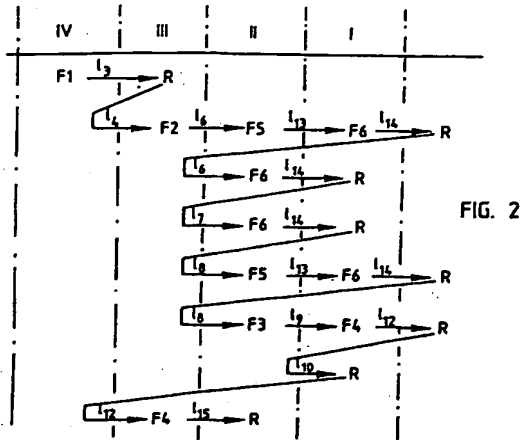 IV III II I
F1 l3 R
l4 F2 l6 F5 l13 F6 l14 R
l6 F6 l14 R
l7 F6 l14 R
FIG. 2
l8 F5 l13 F6 l14 R
l8 F3 l9 F4 l12 R
l10 R
l12 F4 l15 R